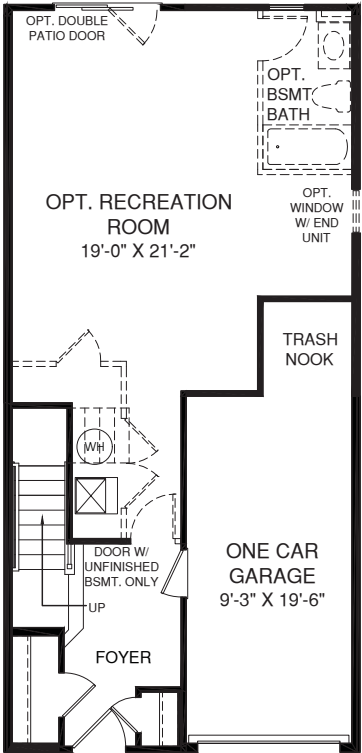 OPT. DOUBLE
PATIO DOOR
OPT.
BSMT
BATH
OPT. RECREATION
ROOM
19'-0" X 21'-2"
OPT.
WINDOW
W/ END
UNIT
TRASH
NOOK
WH
DOOR W/
UNFINISHED
BSMT. ONLY
ONE CAR
GARAGE
9'-3" X 19'-6"
UP
FOYER